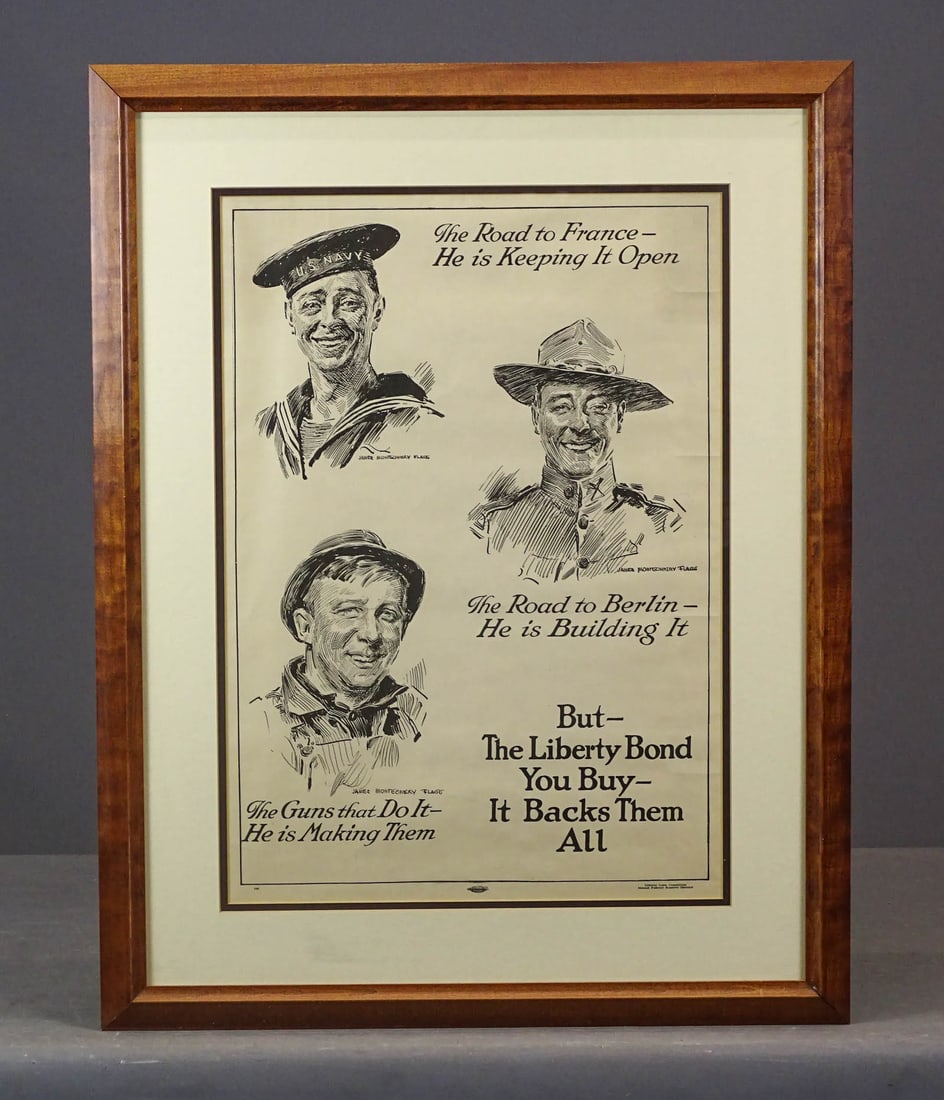 U.S. NAVY
The Road to France—
He is Keeping It Open
JAMES MONTGOMERY FLAGG
JAMES MONTGOMERY FLAGG
The Road to Berlin—
He is Building It
JAMES MONTGOMERY FLAGG
The Guns that Do It—
He is Making Them
But—
The Liberty Bond
You Buy—
It Backs Them
All